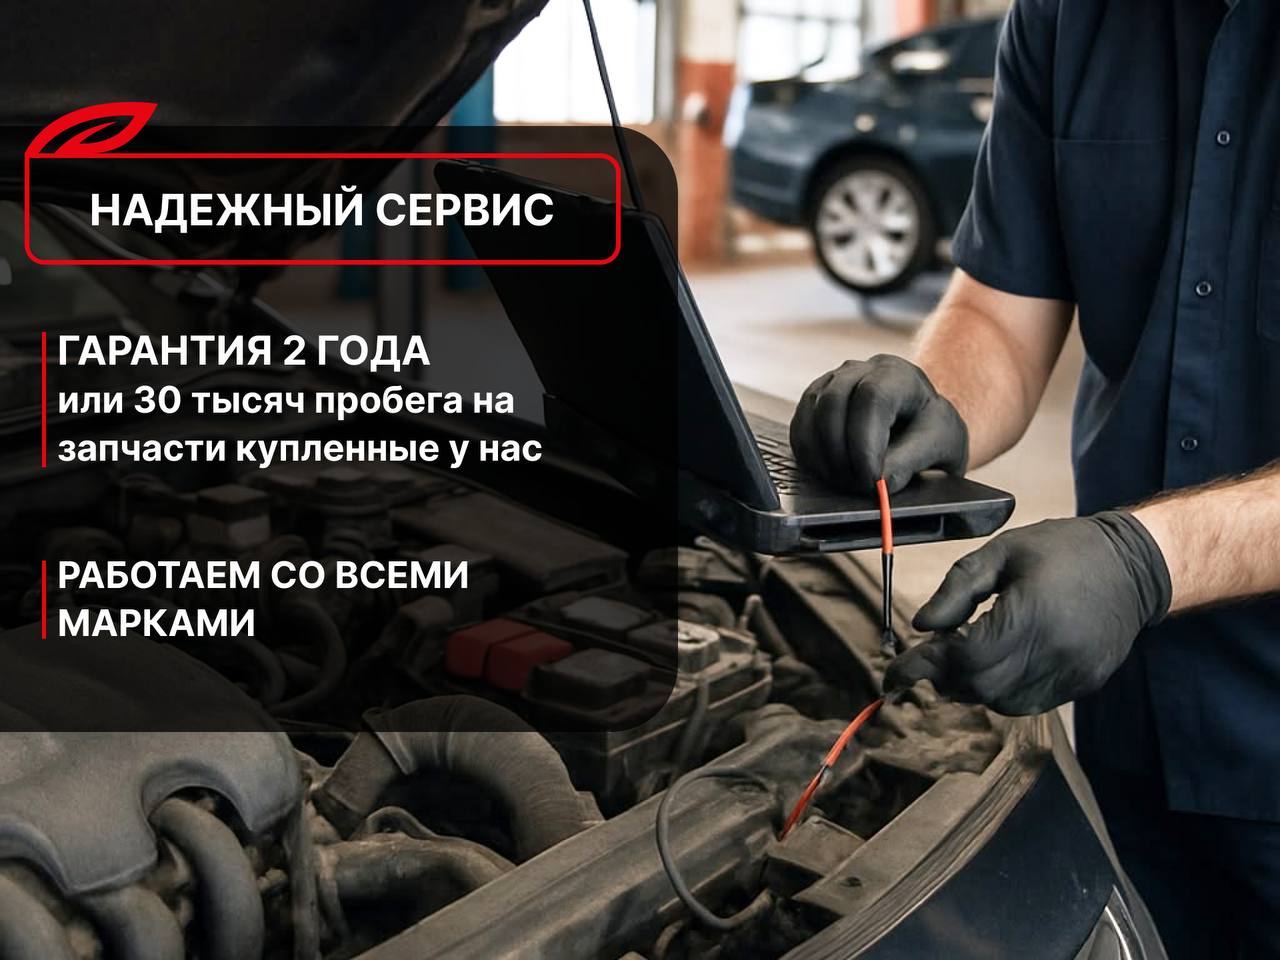 НАДЕЖНЫЙ СЕРВИС
ГАРАНТИЯ 2 ГОДА
или 30 тысяч пробега на
запчасти купленные у нас
РАБОТАЕМ СО ВСЕМИ
МАРКАМИ